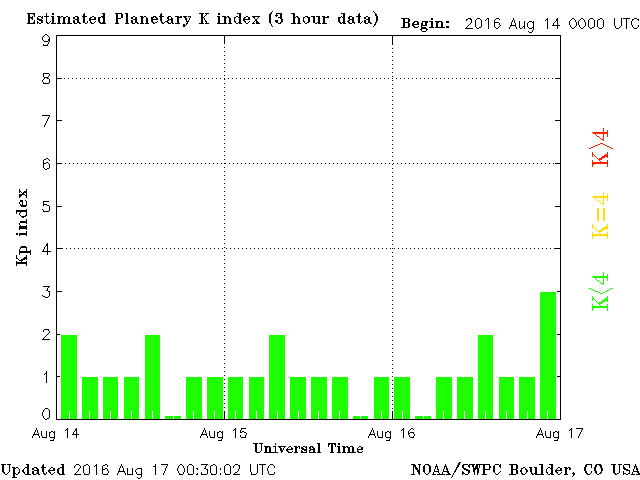 Estimated Planetary K index (3 hour data) Begin: 2016 Aug 14 0000 UTC
9
8
7
6
5
4
3
2
1
0
Kp index
K>4
K=4
K<4
Aug 14 Aug 15 Aug 16 Aug 17
Universal Time
Updated 2016 Aug 17 00:30:02 UTC NOAA/SWPC Boulder, CO USA